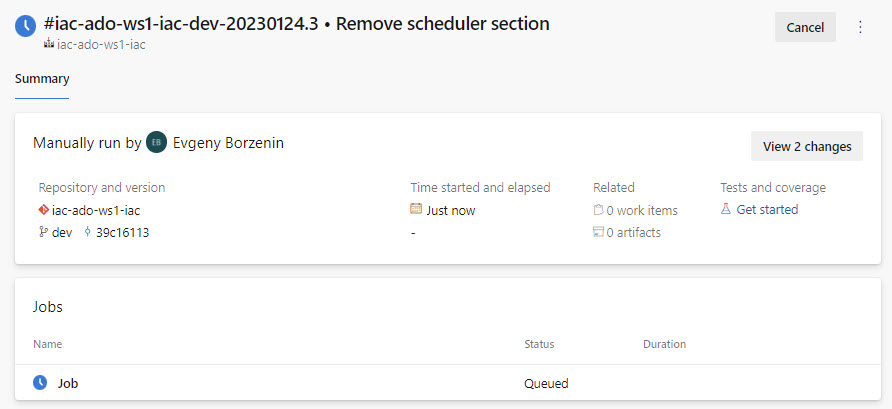 #iac-ado-ws1-iac-dev-20230124.3 • Remove scheduler section
Cancel
iac-ado-ws1-iac
Summary
Manually run by EB Evgeny Borzenin
View 2 changes
Repository and version
Time started and elapsed
Related
Tests and coverage
iac-ado-ws1-iac
Just now
0 work items
Get started
dev 39c16113
-
0 artifacts
Jobs
Name
Status
Duration
Job
Queued